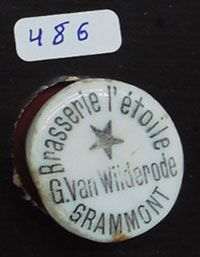 486
Brasserie l'étoile
G. Van Wilderode
GRAMMONT